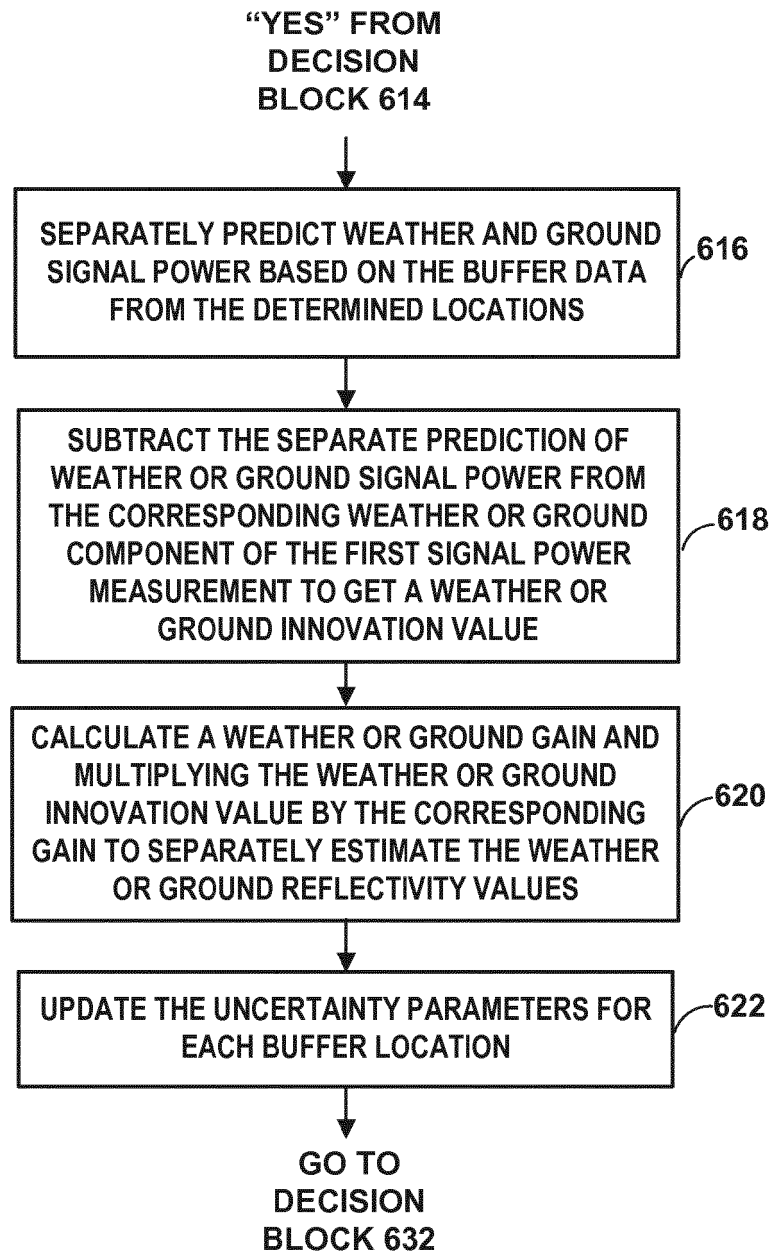 “YES” FROM
DECISION
BLOCK 614
SEPARATELY PREDICT WEATHER AND GROUND
SIGNAL POWER BASED ON THE BUFFER DATA
FROM THE DETERMINED LOCATIONS
616
SUBTRACT THE SEPARATE PREDICTION OF
WEATHER OR GROUND SIGNAL POWER FROM
THE CORRESPONDING WEATHER OR GROUND
COMPONENT OF THE FIRST SIGNAL POWER
MEASUREMENT TO GET A WEATHER OR
GROUND INNOVATION VALUE
618
CALCULATE A WEATHER OR GROUND GAIN AND
MULTIPLYING THE WEATHER OR GROUND
INNOVATION VALUE BY THE CORRESPONDING
GAIN TO SEPARATELY ESTIMATE THE WEATHER
OR GROUND REFLECTIVITY VALUES
620
UPDATE THE UNCERTAINTY PARAMETERS FOR
EACH BUFFER LOCATION
622
GO TO
DECISION
BLOCK 632